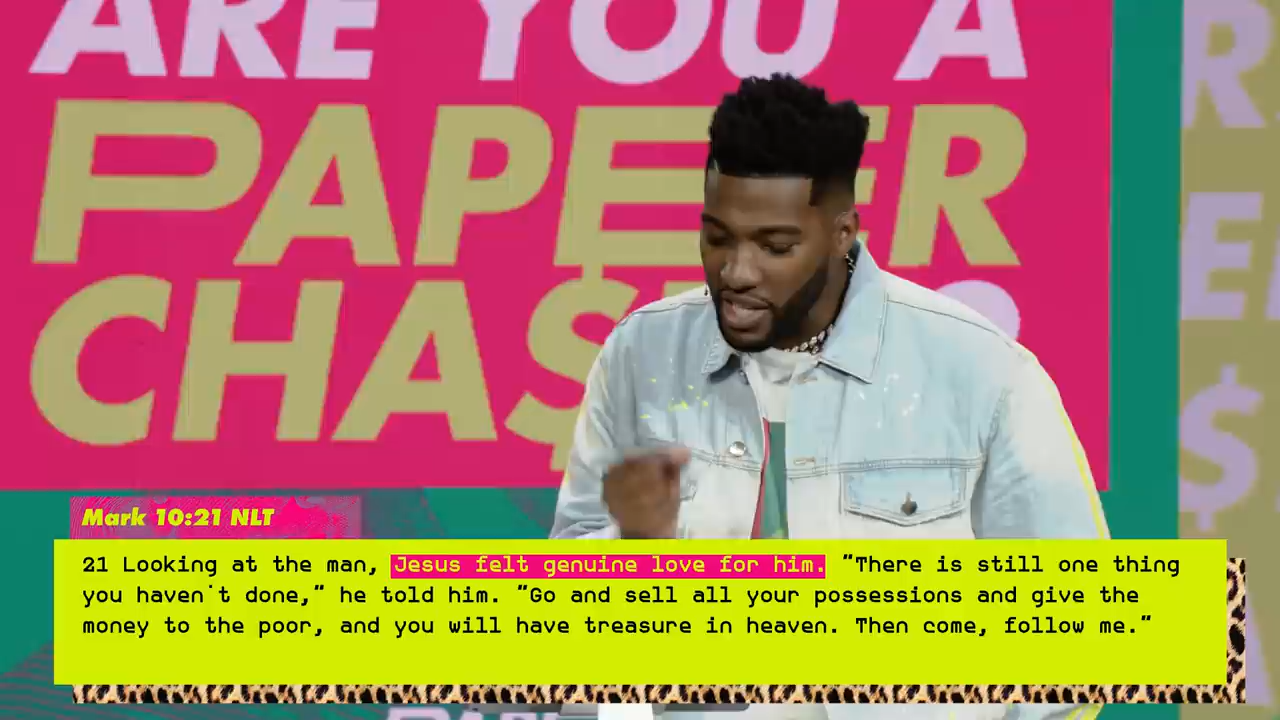 ARE YOU A
PAPER
CHA$
R
E
$
Mark 10:21 NLT
21 Looking at the man, Jesus felt genuine love for him. "There is still one thing
you haven't done," he told him. "Go and sell all your possessions and give the
money to the poor, and you will have treasure in heaven. Then come, follow me."